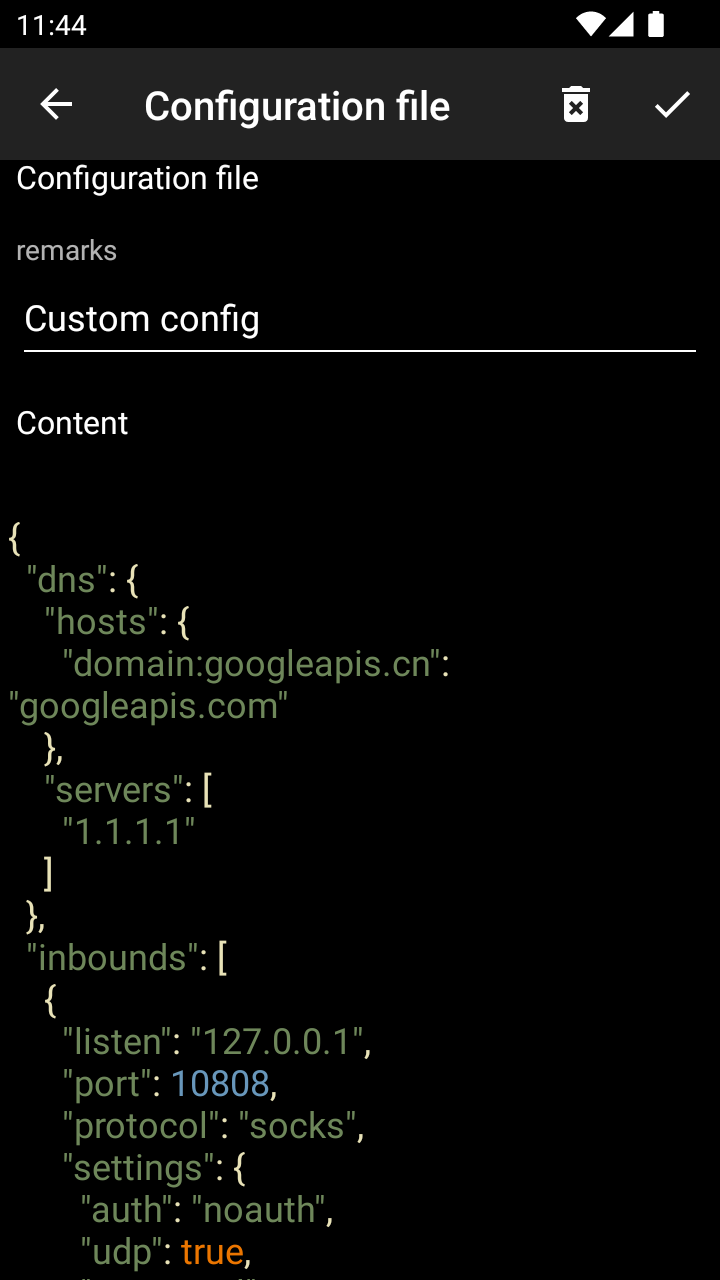 11:44
Configuration file
Configuration file
remarks
Custom config
Content
{
"dns": {
"hosts": {
"domain:googleapis.cn":
"googleapis.com"
},
"servers": [
"1.1.1.1"
]
},
"inbounds": [
{
"listen": "127.0.0.1",
"port": 10808,
"protocol": "socks",
"settings": {
"auth": "noauth",
"udp": true,